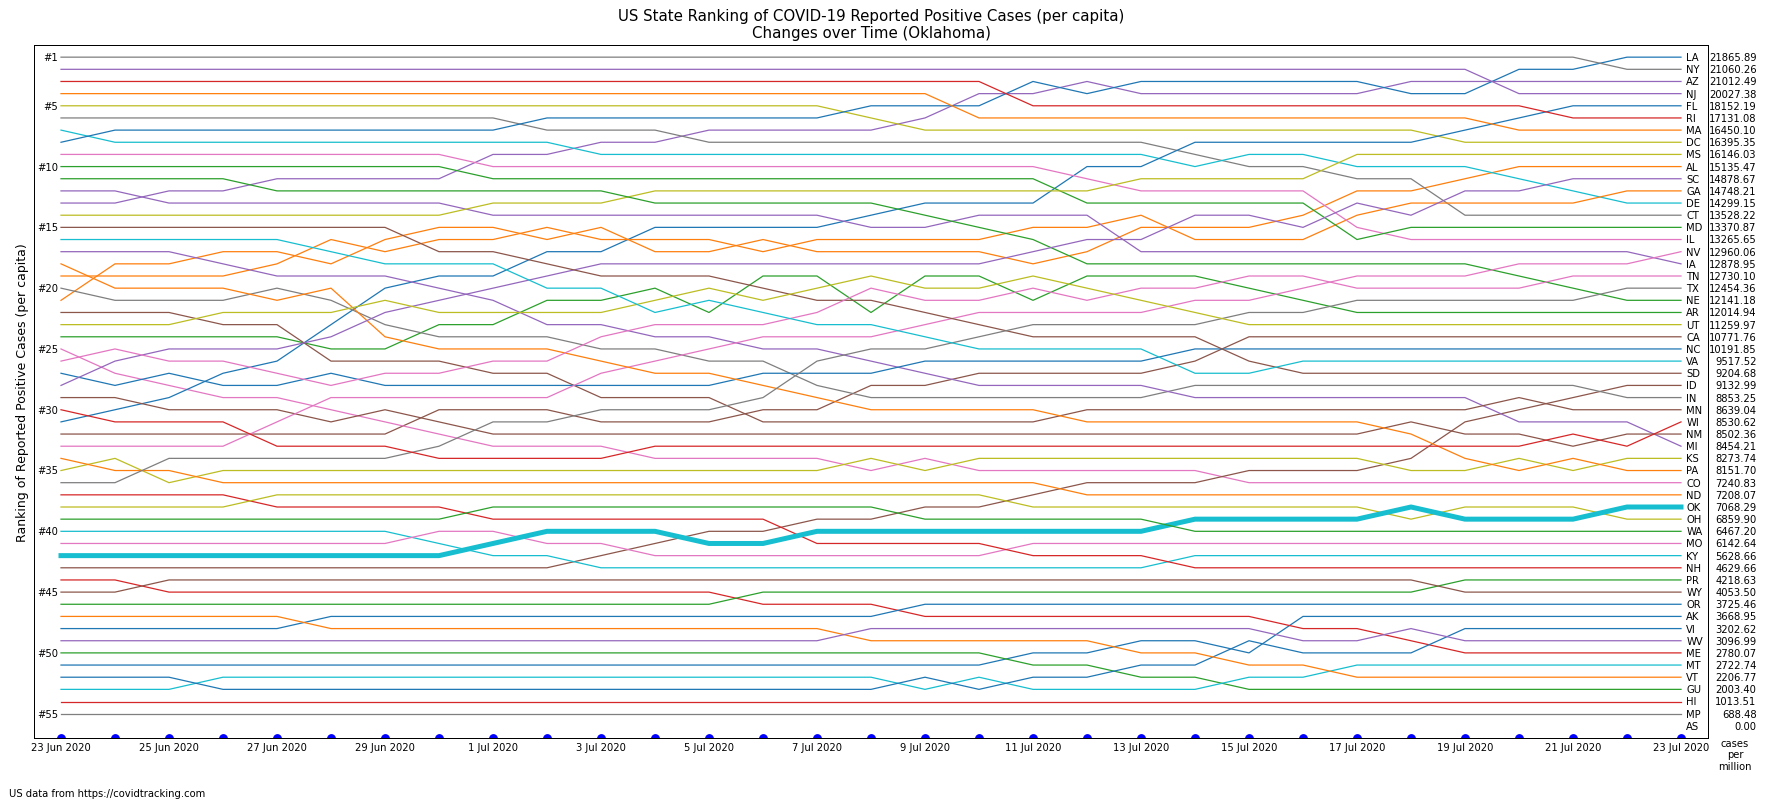 US State Ranking of COVID-19 Reported Positive Cases (per capita)
Changes over Time (Oklahoma)
Ranking of Reported Positive Cases (per capita)
#1
#5
#10
#15
#20
#25
#30
#35
#40
#45
#50
#55
LA 21865.89
NY 21060.26
AZ 21012.49
NJ 20027.38
FL 18152.19
RI 17131.08
MA 16450.10
DC 16395.35
MS 16146.03
AL 15135.47
SC 14878.67
GA 14748.21
DE 14299.15
CT 13528.22
MD 13370.87
IL 13265.65
NV 12960.06
IA 12878.95
TN 12730.10
TX 12454.36
NE 12141.18
AR 12014.94
UT 11259.97
CA 10771.76
NC 10191.85
VA 9517.52
SD 9204.68
ID 9132.99
IN 8853.25
MN 8639.04
WI 8530.62
NM 8502.36
MI 8454.21
KS 8273.74
PA 8151.70
CO 7240.83
ND 7208.07
OK 7068.29
OH 6859.90
WA 6467.20
MO 6142.64
KY 5628.66
NH 4629.66
PR 4218.63
WY 4053.50
OR 3725.46
AK 3668.95
VI 3202.62
WV 3096.99
ME 2780.07
MT 2722.74
VT 2206.77
GU 2003.40
HI 1013.51
MP 688.48
AS 0.00
23 Jun 2020 25 Jun 2020 27 Jun 2020 29 Jun 2020 1 Jul 2020 3 Jul 2020 5 Jul 2020 7 Jul 2020 9 Jul 2020 11 Jul 2020 13 Jul 2020 15 Jul 2020 17 Jul 2020 19 Jul 2020 21 Jul 2020 23 Jul 2020
cases
per
million
US data from https://covidtracking.com